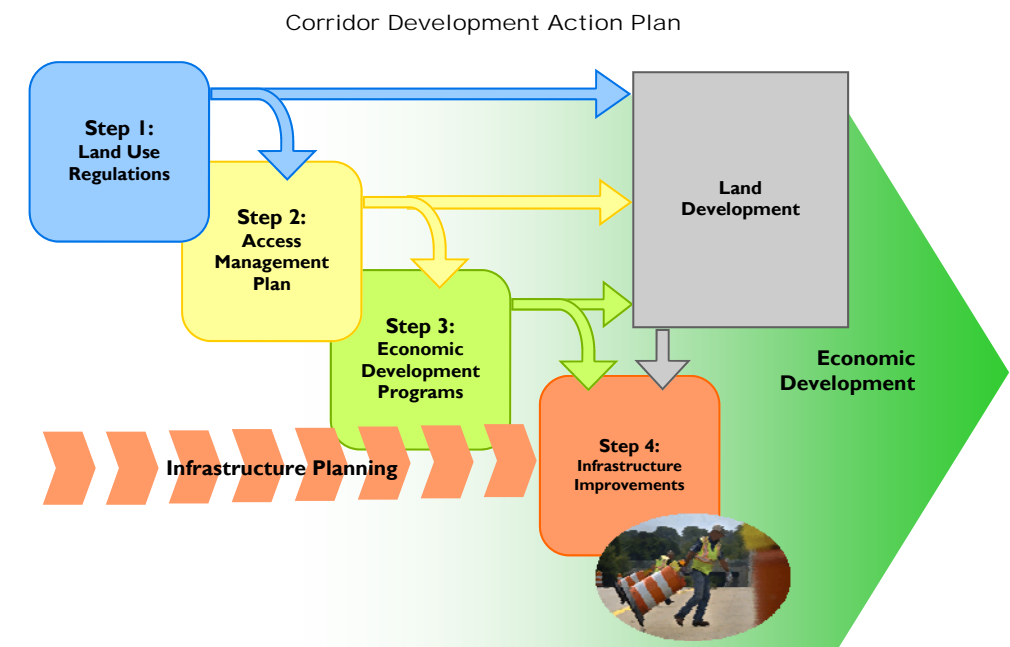 Corridor Development Action Plan
Step 1:
Land Use
Regulations
Step 2:
Access
Management
Plan
Step 3:
Economic
Development
Programs
Land
Development
Economic
Development
Infrastructure Planning
Step 4:
Infrastructure
Improvements